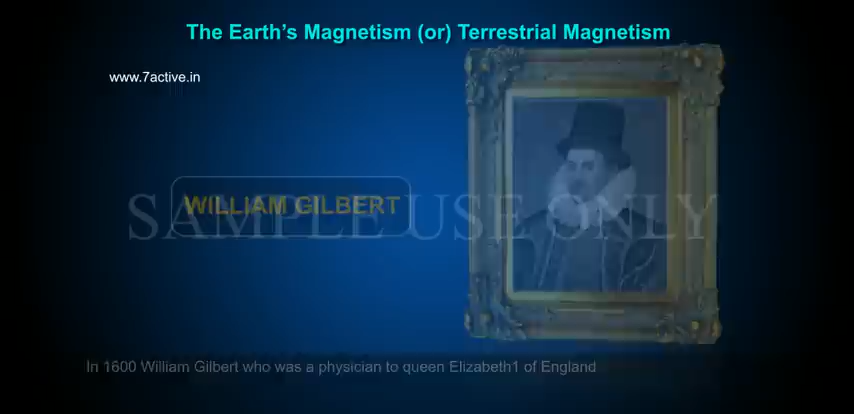 The Earth's Magnetism (or) Terrestrial Magnetism
www.7active.in
WILLIAM GILBERT
SAMPLE USE ONLY
In 1600 William Gilbert who was a physician to queen Elizabeth1 of England